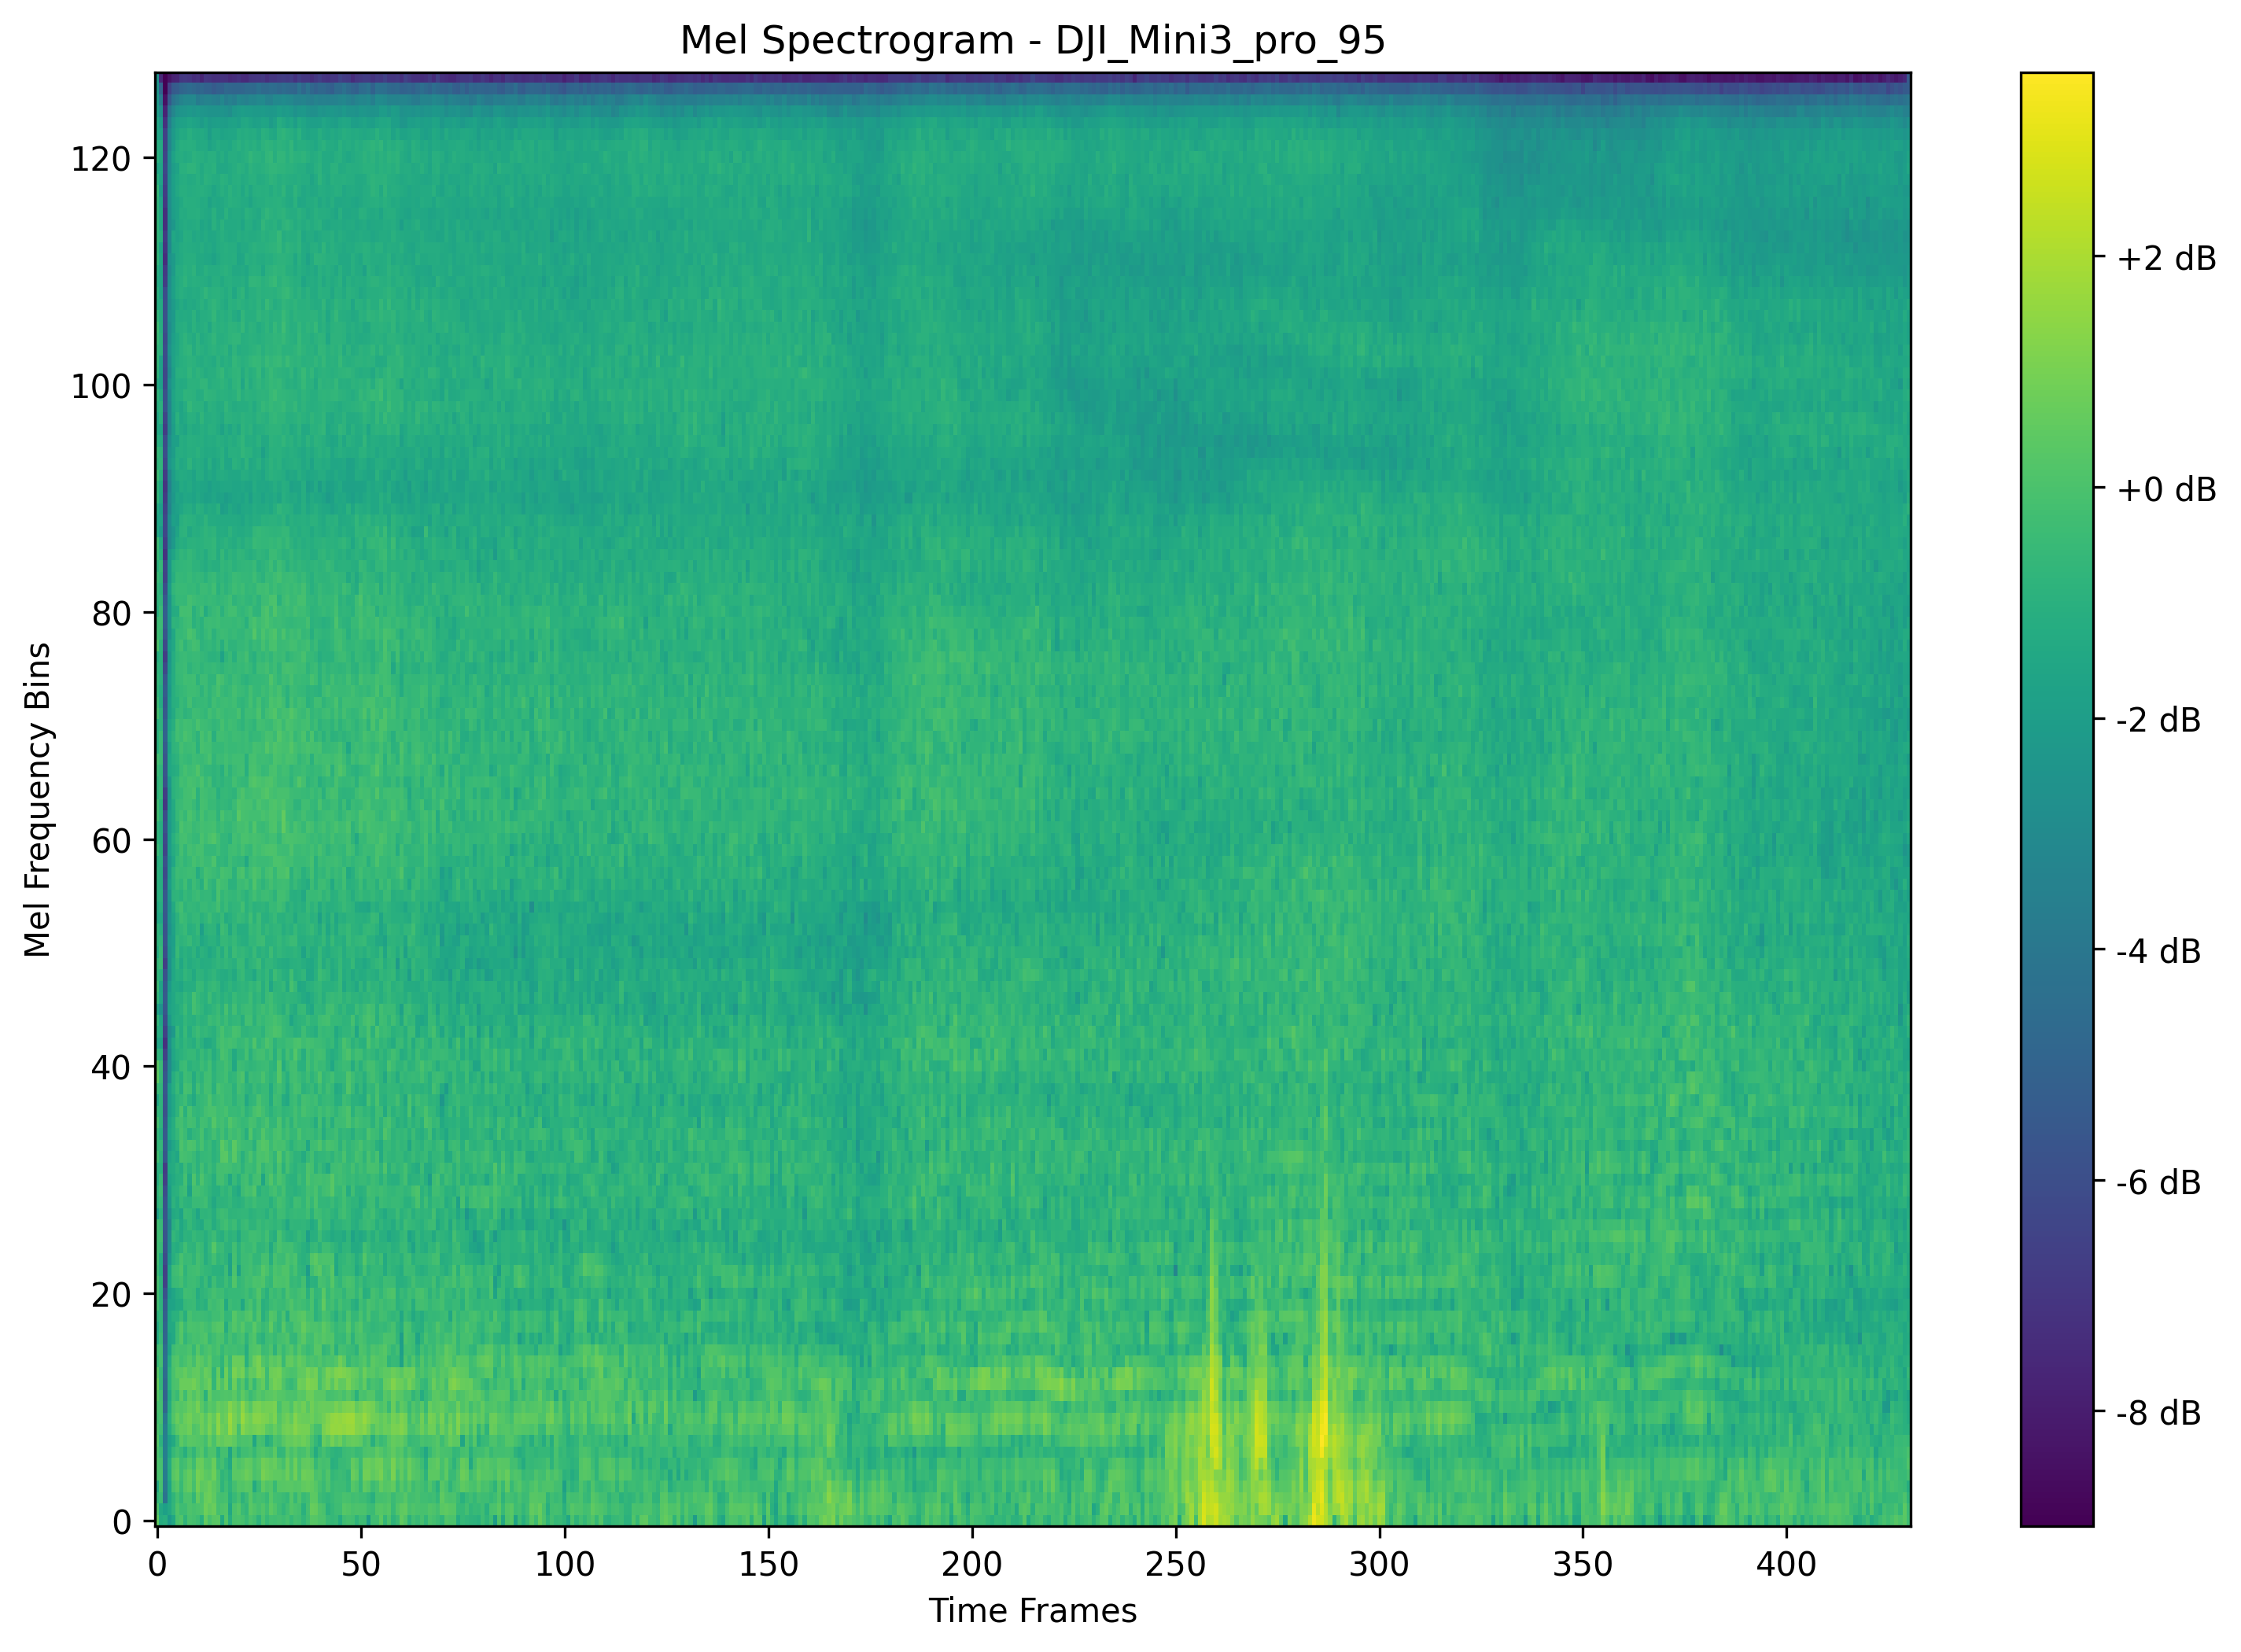 Mel Spectrogram - DJI_Mini3_pro_95
Mel Frequency Bins
120
100
80
60
40
20
0
0 50 100 150 200 250 300 350 400
Time Frames
+2 dB
+0 dB
-2 dB
-4 dB
-6 dB
-8 dB